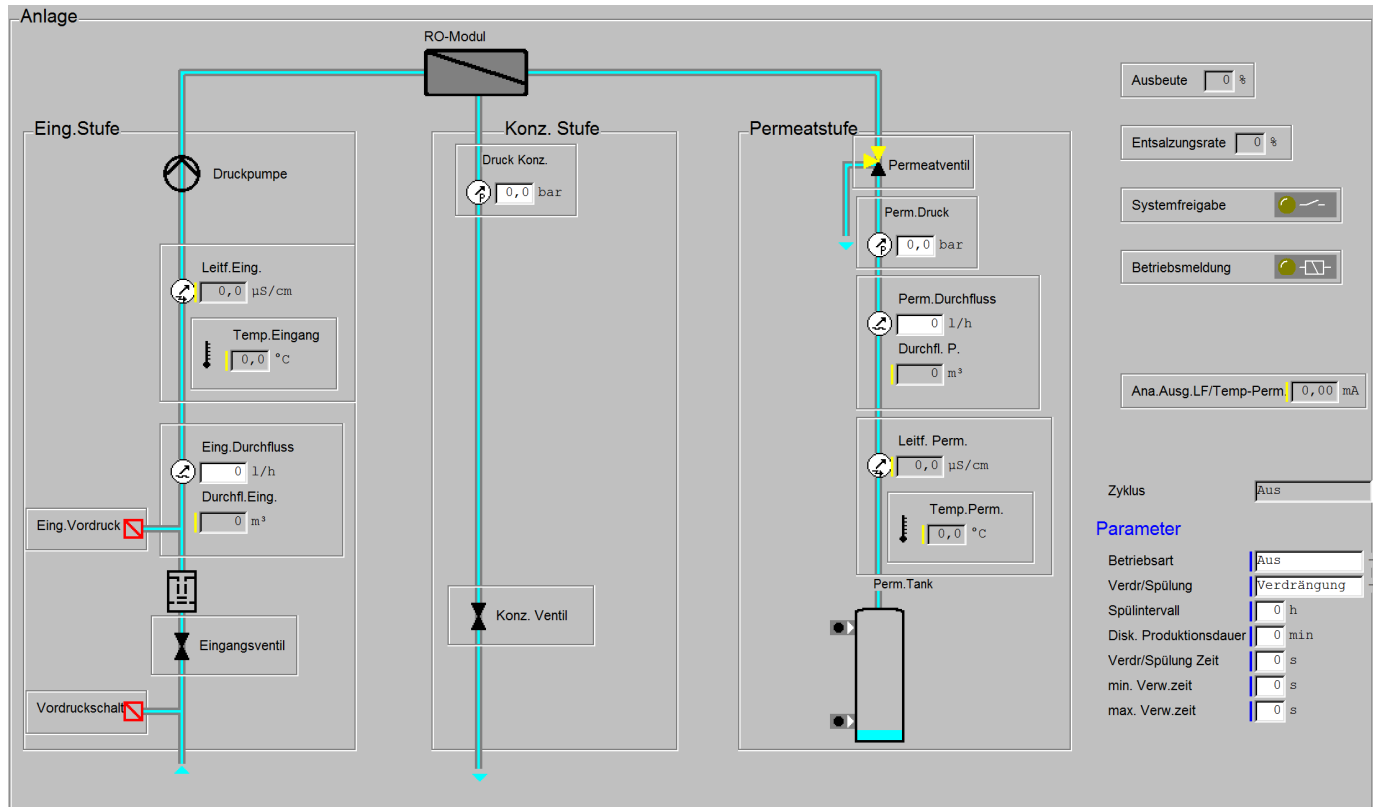 Anlage
RO-Modul
Eing.Stufe
Druckpumpe
Leitf.Eing.
0,0 µS/cm
Temp.Eingang
0,0 °C
Eing.Durchfluss
0 l/h
Durchfl.Eing.
0 m³
Eing.Vordruck
Eingangsventil
Vordruckschalt
Konz. Stufe
Druck Konz.
P
0,0 bar
Konz. Ventil
Permeatstufe
Permeatventil
Perm.Druck
P
0,0 bar
Perm.Durchfluss
0 l/h
Durchfl. P.
0 m³
Leitf. Perm.
0,0 µS/cm
Temp.Perm.
0,0 °C
Perm.Tank
Ausbeute 0 %
Entsalzungsrate 0 %
Systemfreigabe
Betriebsmeldung
Ana.Ausg.LF/Temp-Perm. 0,00 mA
Zyklus Aus
Parameter
Betriebsart Aus
Verdr/Spülung Verdrängung
Spülintervall 0 h
Disk. Produktionsdauer 0 min
Verdr/Spülung Zeit 0 s
min. Verw.zeit 0 s
max. Verw.zeit 0 s